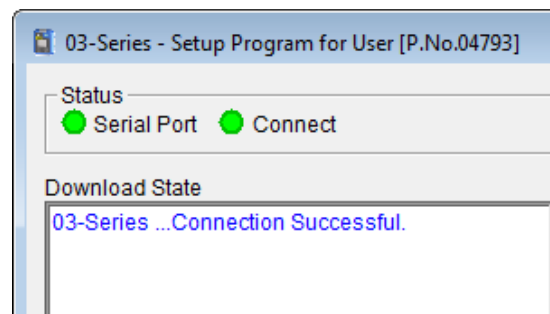 03-Series - Setup Program for User [P.No.04793]
Status
Serial Port Connect
Download State
03-Series ...Connection Successful.